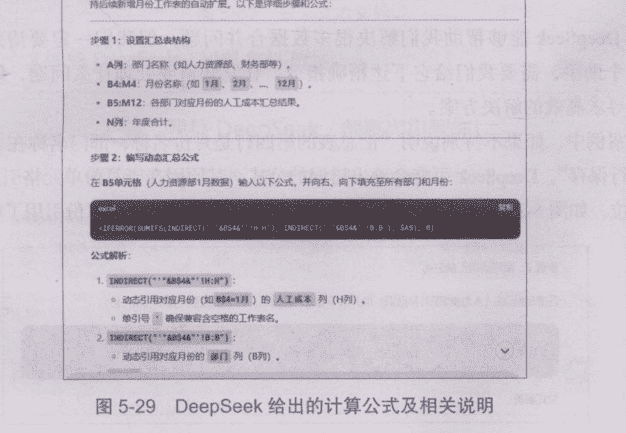 持后续新增月份工作表的自动扩展。以下是详细步骤和公式：
步骤 1：设置汇总表结构
A列：部门名称（如人力资源部、财务部等）。
B4:M4：月份名称（如 1月、2月、...、12月）。
B5:M12：各部门对应月份的人工成本汇总结果。
N列：年度合计。
步骤 2：编写动态汇总公式
在 B5单元格（人力资源部1月数据）输入以下公式，并向右、向下填充至所有部门和月份：
excel 复制
=IFERROR(SUMIFS(INDIRECT("'"&B$4&"'!H:H"), INDIRECT("'"&B$4&"'!B:B"), $A5), 0)
公式解析：
1. INDIRECT("'"&B$4&"'!H:H")：
动态引用对应月份（如 B$4=1月）的 人工成本 列（H列）。
单引号 ' 确保兼容含空格的工作表名。
2. INDIRECT("'"&B$4&"'!B:B")：
动态引用对应月份的 部门 列（B列）。
图 5-29 DeepSeek 给出的计算公式及相关说明